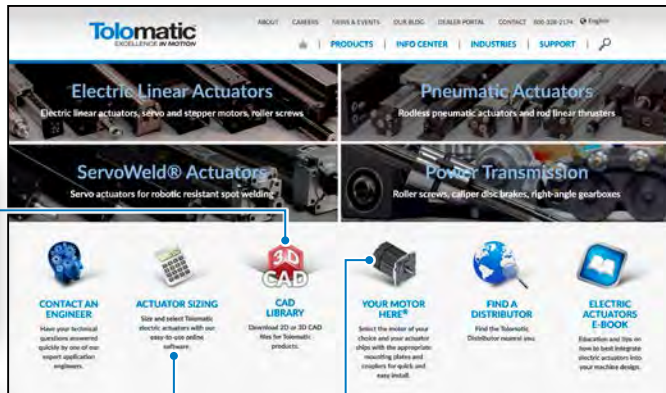 ABOUT CAREERS NEWS & EVENTS OUR BLOG DEALER PORTAL CONTACT 800-328-2174 English
Tolomatic
EXCELLENCE IN MOTION
PRODUCTS | INFO CENTER | INDUSTRIES | SUPPORT |
Electric Linear Actuators
Electric linear actuators, servo and stepper motors, roller screws
Pneumatic Actuators
Rodless pneumatic actuators and rod linear thrusters
ServoWeld® Actuators
Servo actuators for robotic resistant spot welding
Power Transmission
Roller screws, caliper disc brakes, right-angle gearboxes
3D
CAD
CONTACT AN
ENGINEER
Have your technical
questions answered
quickly by one of our
expert application
engineers.
ACTUATOR SIZING
Size and select Tolomatic
electric actuators with our
easy-to-use online
software.
CAD
LIBRARY
Download 2D or 3D CAD
files for Tolomatic
products.
YOUR MOTOR
HERE®
Select the motor of your
choice and your actuator
ships with the appropriate
mounting plates and
couplers for quick and
easy install.
FIND A
DISTRIBUTOR
Find the Tolomatic
Distributor nearest you.
ELECTRIC
ACTUATORS
E-BOOK
Education and tips on
how to best integrate
electric actuators into
your machine design.